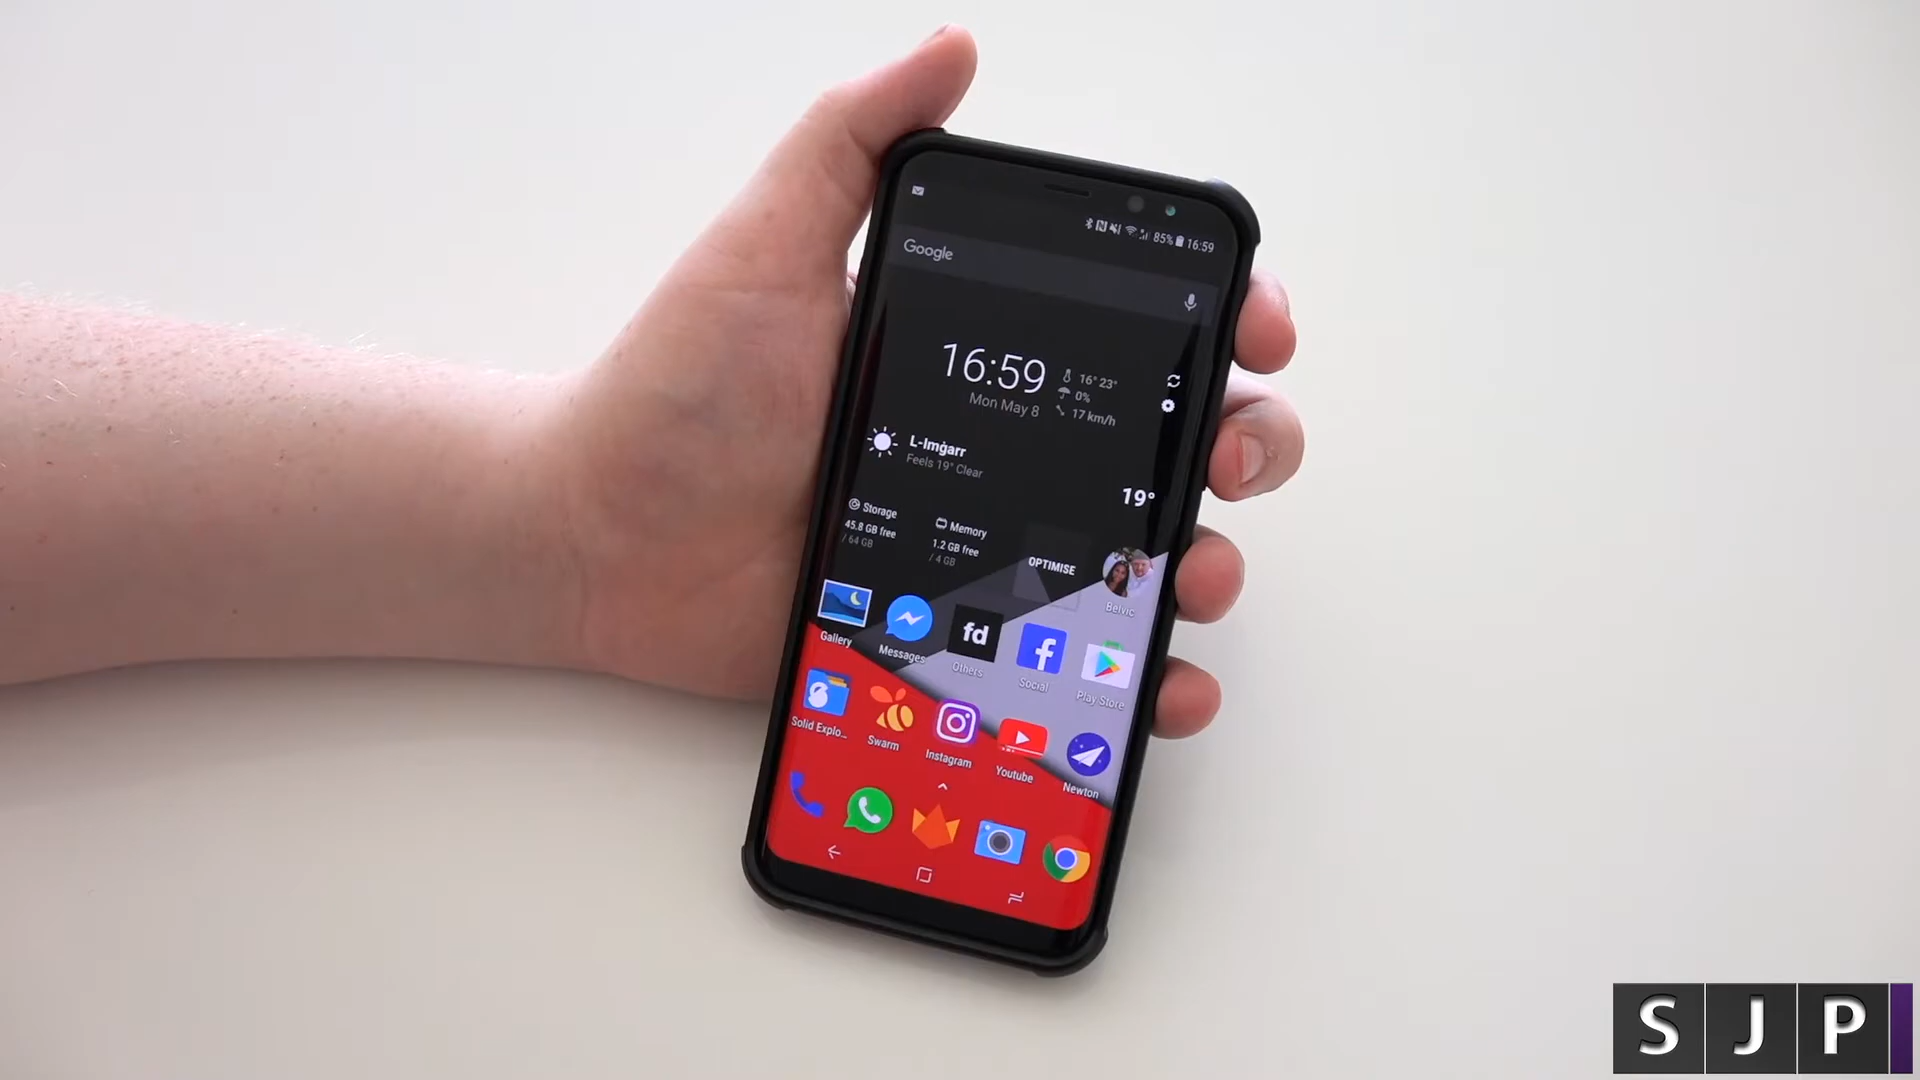 85% 16:59
Google
16:59
Mon May 8
16° 23°
0%
17 km/h
L-Imġarr
Feels 19° Clear
19°
Storage
45.8 GB free
/ 64 GB
Memory
1.2 GB free
/ 4 GB
OPTIMISE
Belvic
Gallery
Messages
fd
Others
Social
Play Store
Solid Explo...
Swarm
Instagram
Youtube
Newton
SJP